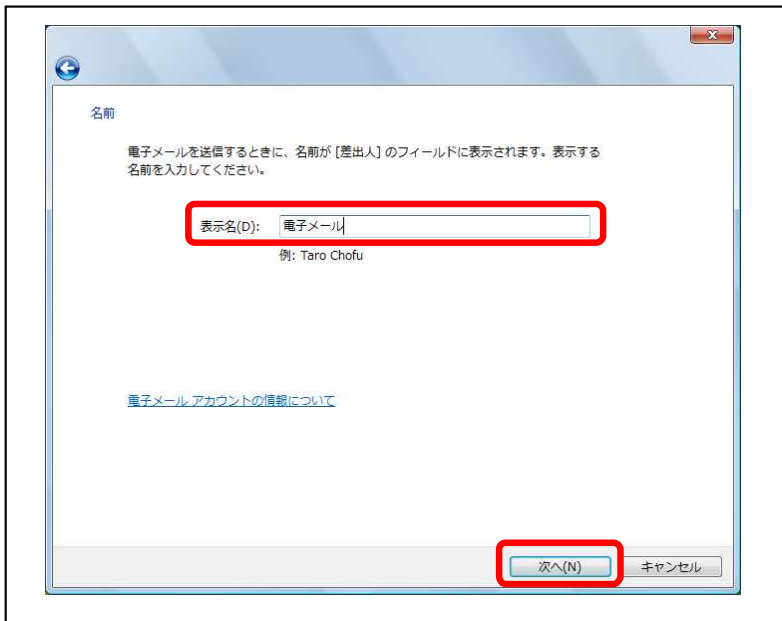 名前
電子メールを送信するときに、名前が [差出人] のフィールドに表示されます。表示する
名前を入力してください。
表示名(D): 電子メール
例: Taro Chofu
電子メール アカウントの情報について
次へ(N) キャンセル